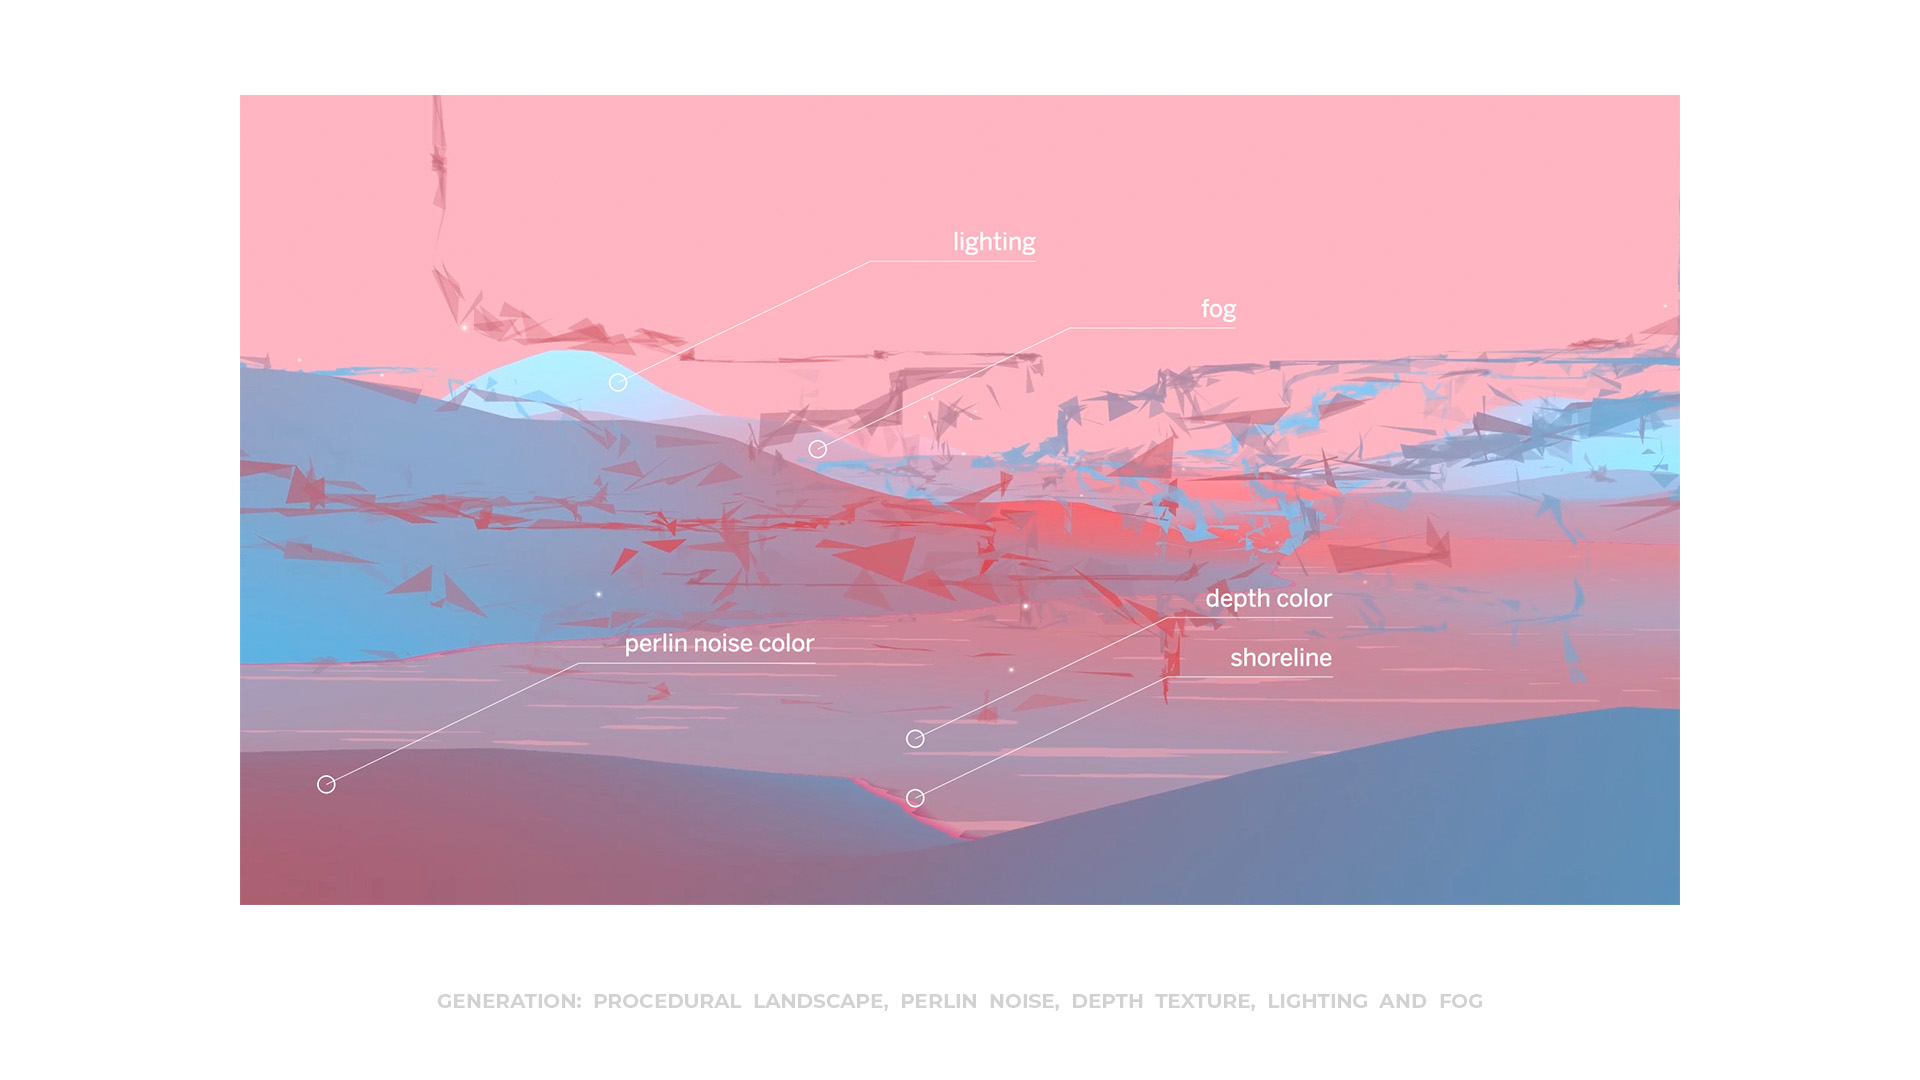 lighting
fog
depth color
perlin noise color
shoreline
GENERATION: PROCEDURAL LANDSCAPE, PERLIN NOISE, DEPTH TEXTURE, LIGHTING AND FOG